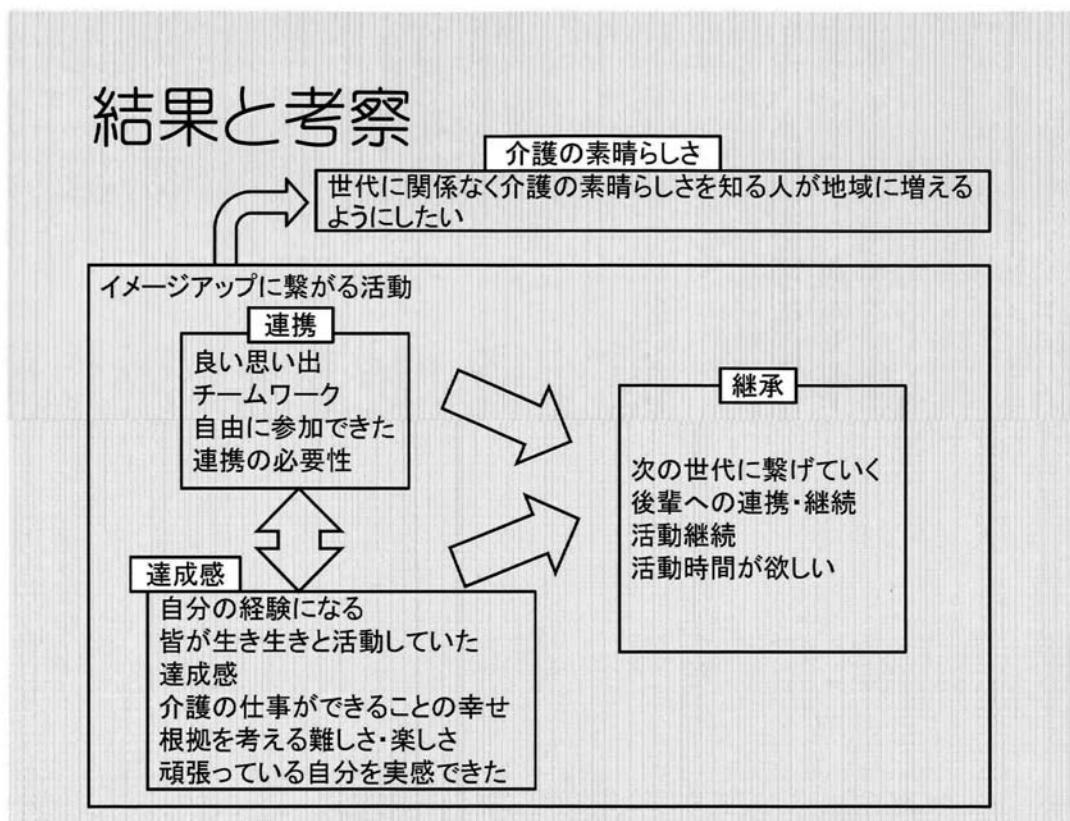 結果と考察
介護の素晴らしさ
世代に関係なく介護の素晴らしさを知る人が地域に増える
ようにしたい
イメージアップに繋がる活動
連携
良い思い出
チームワーク
自由に参加できた
連携の必要性
達成感
自分の経験になる
皆が生き生きと活動していた
達成感
介護の仕事ができることの幸せ
根拠を考える難しさ・楽しさ
頑張っている自分を実感できた
継承
次の世代に繋げていく
後輩への連携・継続
活動継続
活動時間が欲しい